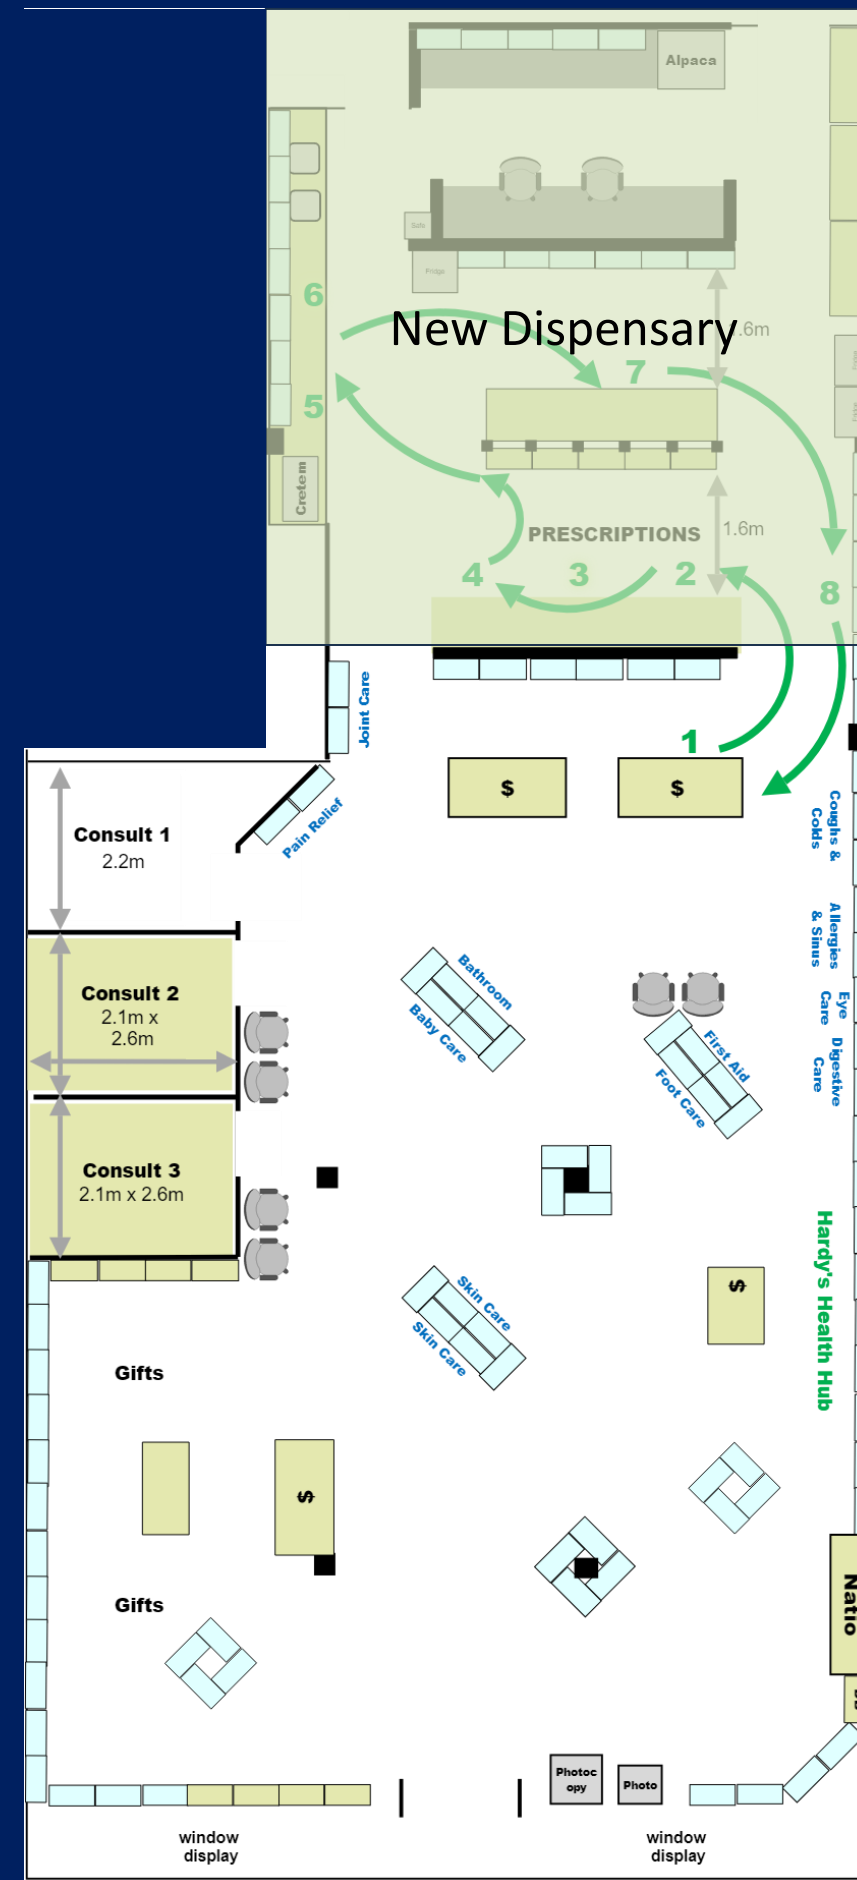 Alpaca
Safe
Fridge
6
New Dispensary
.6m
7
5
Cretem
PRESCRIPTIONS
1.6m
4
3
2
8
Joint Care
1
$
$
Pain Relief
Coughs &
Colds
Consult 1
2.2m
Allergies
& Sinus
Bathroom
Baby Care
Consult 2
2.1m x
2.6m
Eye
Care
First Aid
Foot Care
Digestive
Care
Consult 3
2.1m x 2.6m
Hardy's Health Hub
$
Skin Care
Skin Care
Gifts
$
Natio
Gifts
Photoc
opy
Photo
window
display
window
display